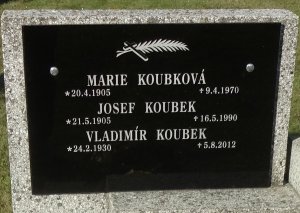 MARIE KOUBKOVÁ
*20.4.1905 †9.4.1970
JOSEF KOUBEK
*21.5.1905 †16.5.1990
VLADIMÍR KOUBEK
*24.2.1930 †5.8.2012